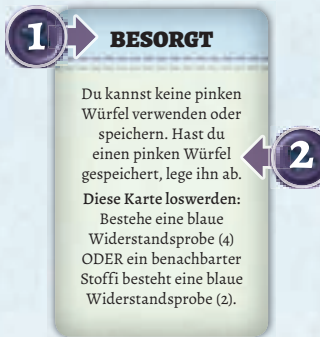 1
BESORGT
Du kannst keine pinken
Würfel verwenden oder
speichern. Hast du
einen pinken Würfel
gespeichert, lege ihn ab.
2
Diese Karte loswerden:
Bestehe eine blaue
Widerstandsprobe (4)
ODER ein benachbarter
Stoffi besteht eine blaue
Widerstandsprobe (2).